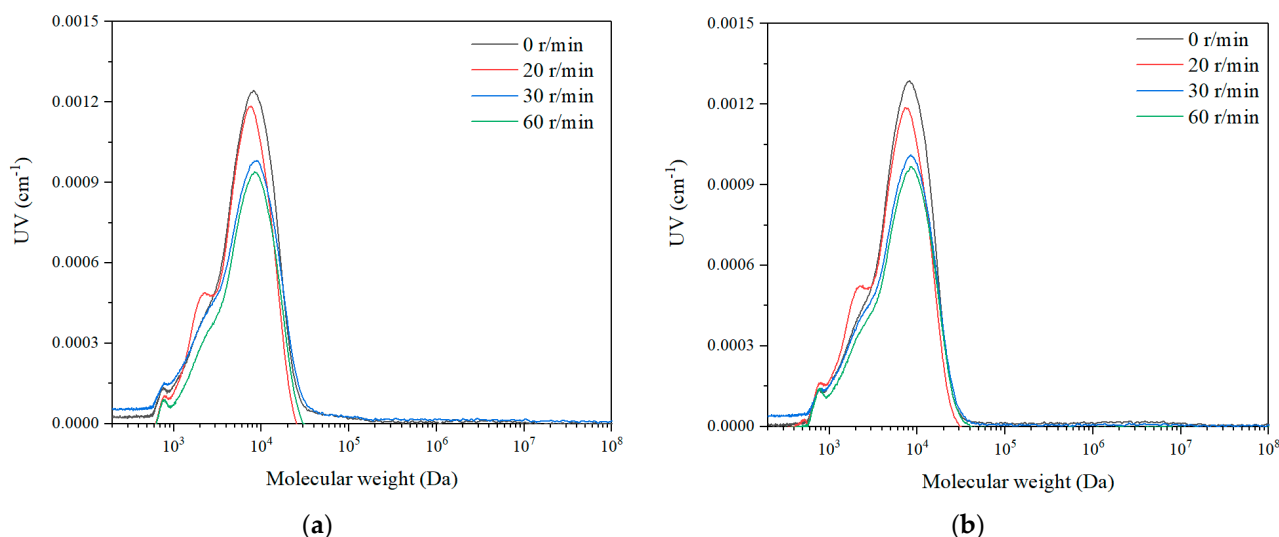 0.0015
0.0012
0.0009
0.0006
0.0003
0.0000
UV (cm⁻¹)
0 r/min
20 r/min
30 r/min
60 r/min
10³ 10⁴ 10⁵ 10⁶ 10⁷ 10⁸
Molecular weight (Da)
(a)
0.0015
0.0012
0.0009
0.0006
0.0003
0.0000
UV (cm⁻¹)
0 r/min
20 r/min
30 r/min
60 r/min
10³ 10⁴ 10⁵ 10⁶ 10⁷ 10⁸
Molecular weight (Da)
(b)